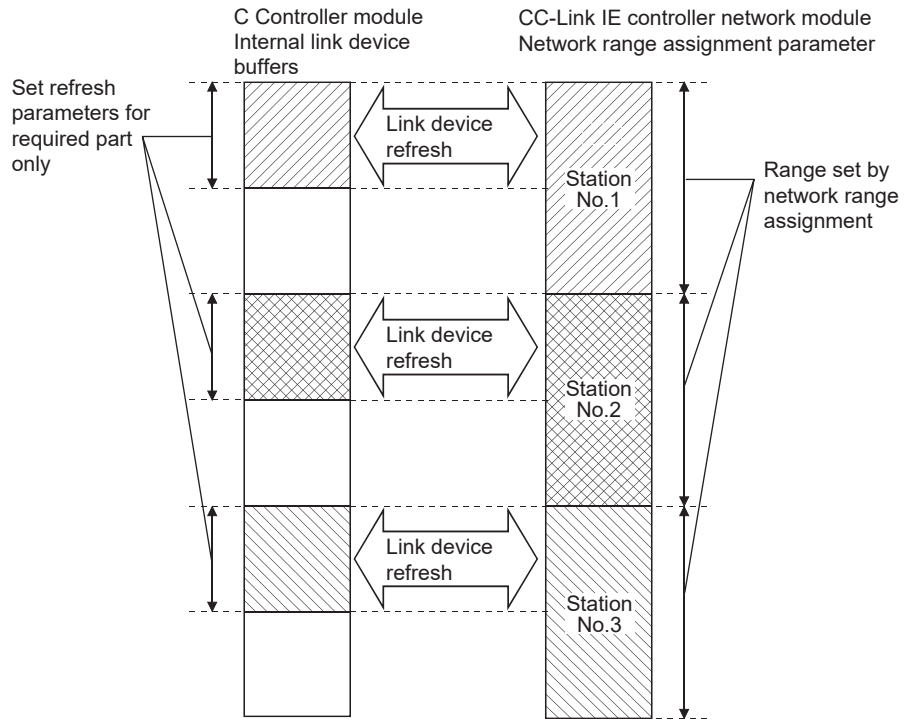 C Controller module
Internal link device
buffers
CC-Link IE controller network module
Network range assignment parameter
Set refresh
parameters for
required part
only
Link device
refresh
Station
No.1
Range set by
network range
assignment
Link device
refresh
Station
No.2
Link device
refresh
Station
No.3